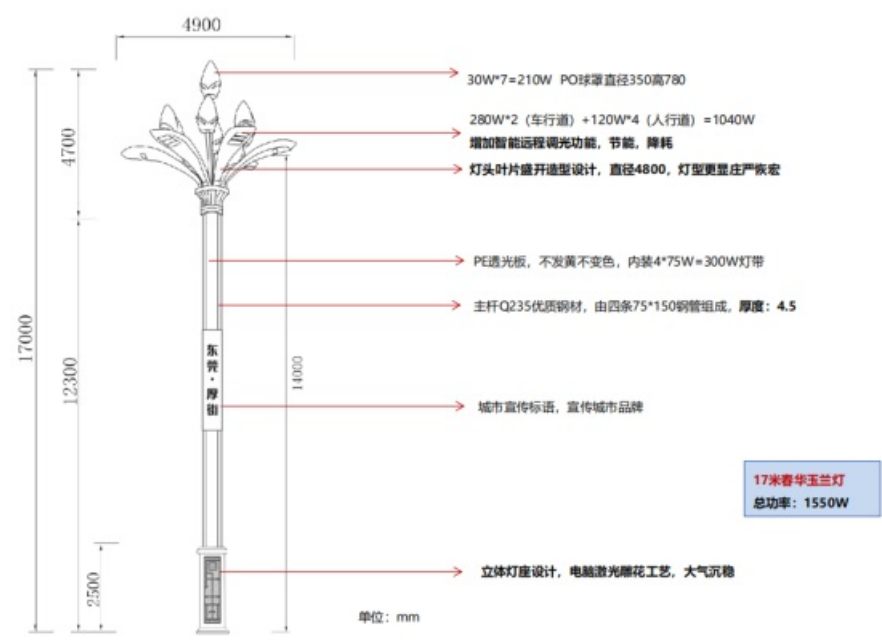 4900
30W*7=210W PO球罩直径350高780
280W*2（车行道）+120W*4（人行道）=1040W
增加智能远程调光功能，节能，降耗
灯头叶片盛开造型设计，直径4800，灯型更显庄严恢宏
4700
PE透光板，不发黄不变色，内装4*75W=300W灯带
主杆Q235优质钢材，由四条75*150钢管组成，厚度：4.5
17000
12300
东莞·厚街
14000
城市宣传标语，宣传城市品牌
17米春华玉兰灯
总功率：1550W
立体灯座设计，电脑激光雕花工艺，大气沉稳
2500
单位：mm